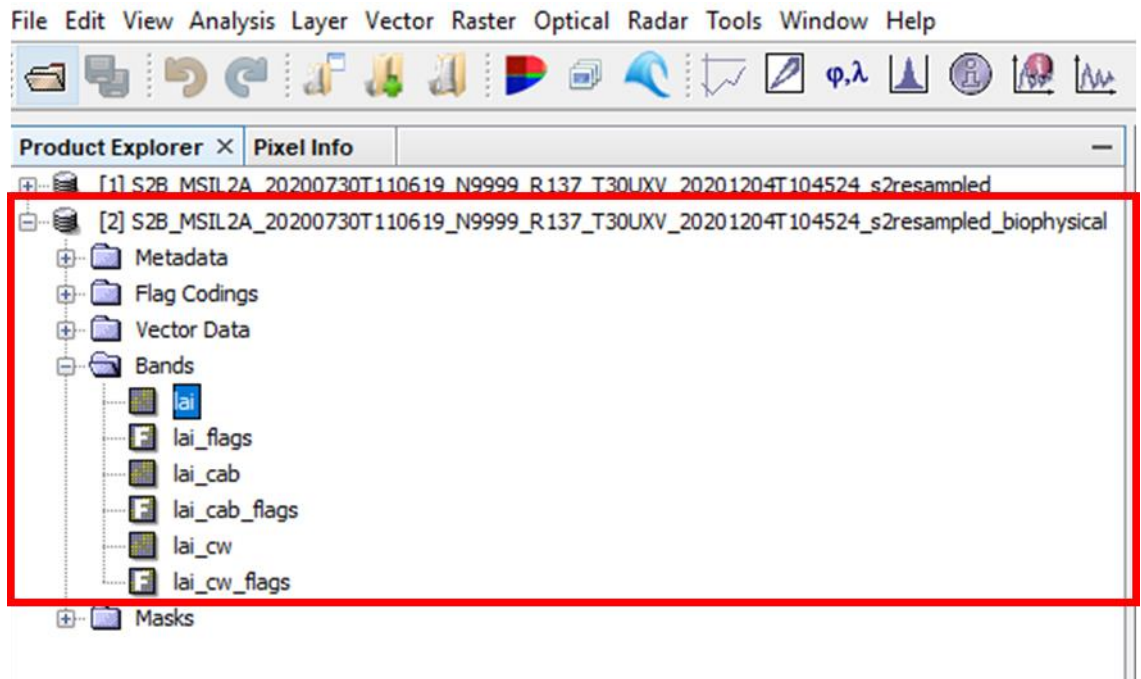 File Edit View Analysis Layer Vector Raster Optical Radar Tools Window Help
φ,λ
Product Explorer × Pixel Info
[1] S2B_MSIL2A_20200730T110619_N9999_R137_T30UXV_20201204T104524_s2resampled
[2] S2B_MSIL2A_20200730T110619_N9999_R137_T30UXV_20201204T104524_s2resampled_biophysical
Metadata
Flag Codings
Vector Data
Bands
lai
lai_flags
lai_cab
lai_cab_flags
lai_cw
lai_cw_flags
Masks